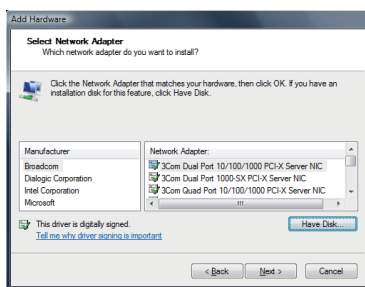 Add Hardware
Select Network Adapter
Which network adapter do you want to install?
Click the Network Adapter that matches your hardware, then click OK. If you have an
installation disk for this feature, click Have Disk.
Manufacturer
Broadcom
Dialogic Corporation
Intel Corporation
Microsoft
Network Adapter:
3Com Dual Port 10/100/1000 PCI-X Server NIC
3Com Dual Port 1000-SX PCI-X Server NIC
3Com Quad Port 10/100/1000 PCI-X Server NIC
This driver is digitally signed.
Tell me why driver signing is important
Have Disk...
< Back
Next >
Cancel